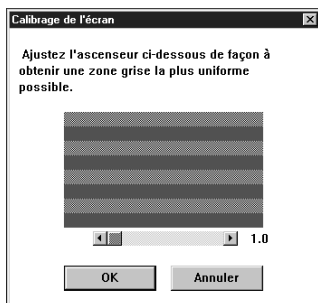 Calibrage de l'écran
Ajustez l'ascenseur ci-dessous de façon à
obtenir une zone grise la plus uniforme
possible.
1.0
OK
Annuler